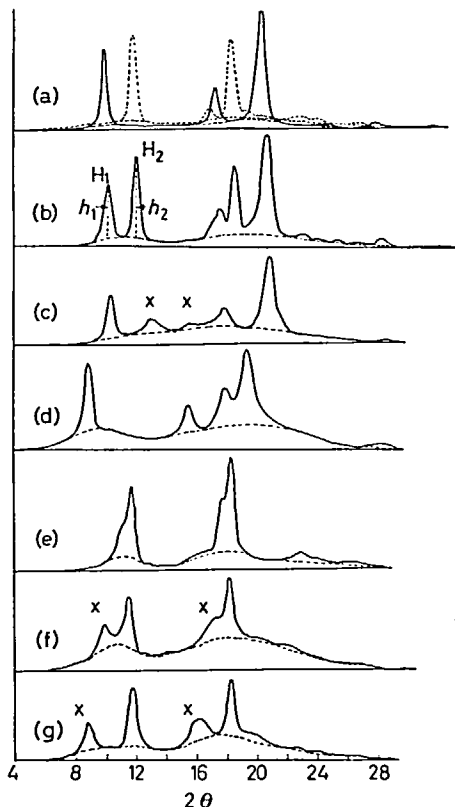 (a)
(b)
H₁ H₂
h₁ h₂
(c) x x
(d)
(e)
(f) x x
(g) x x
4 8 12 16 20 24 28
2θ